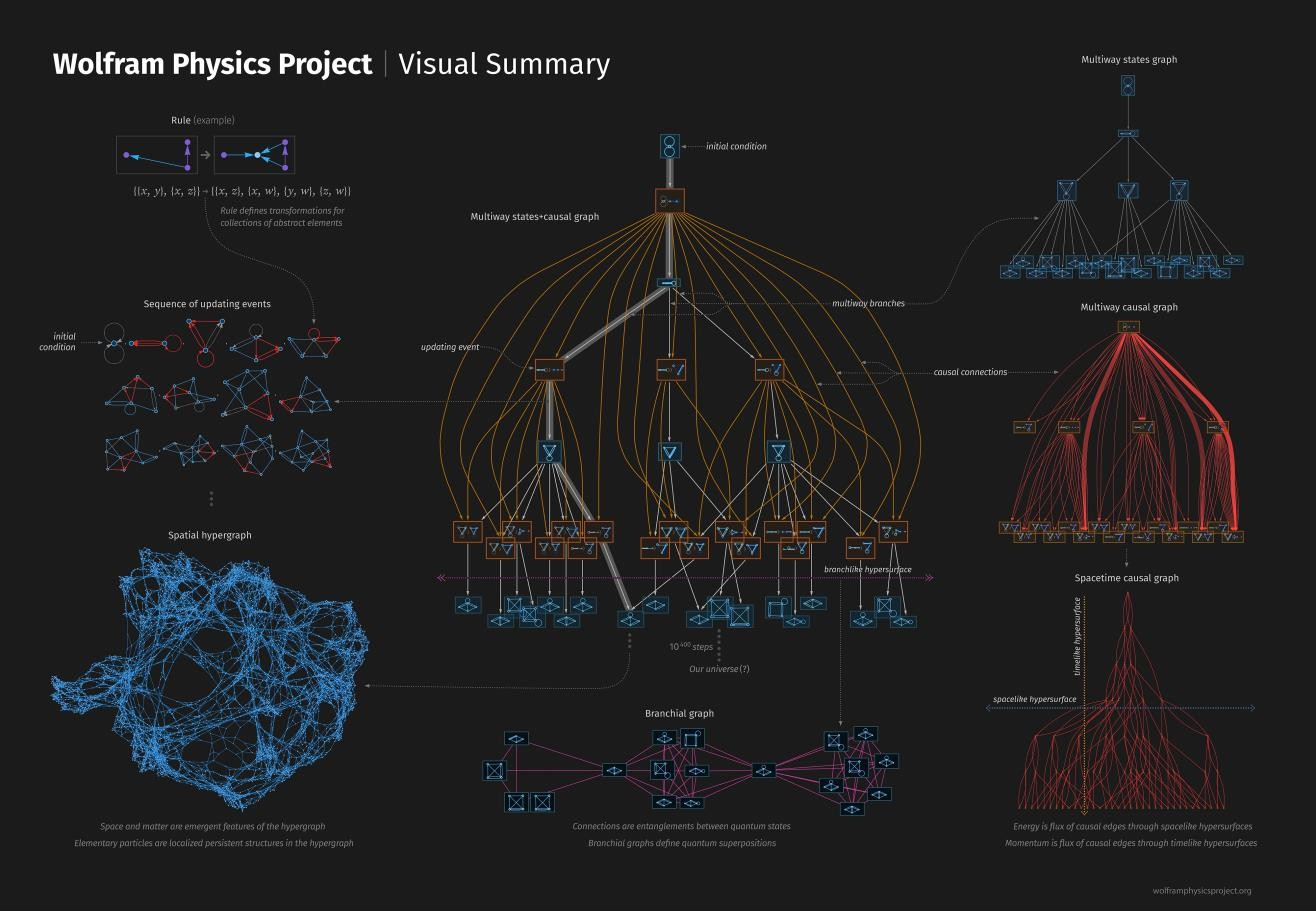 Wolfram Physics Project | Visual Summary
Rule (example)
{{x, y}, {x, z}} → {{x, z}, {x, w}, {y, w}, {z, w}}
Rule defines transformations for
collections of abstract elements
Sequence of updating events
initial
condition
Spatial hypergraph
Space and matter are emergent features of the hypergraph
Elementary particles are localized persistent structures in the hypergraph
initial condition
Multiway states+causal graph
multiway branches
updating event
causal connections
branchlike hypersurface
10^400 steps
Our universe(?)
Branchial graph
Connections are entanglements between quantum states
Branchial graphs define quantum superpositions
Multiway states graph
Multiway causal graph
Spacetime causal graph
timelike hypersurface
spacelike hypersurface
Energy is flux of causal edges through spacelike hypersurfaces
Momentum is flux of causal edges through timelike hypersurfaces
wolframphysicsproject.org